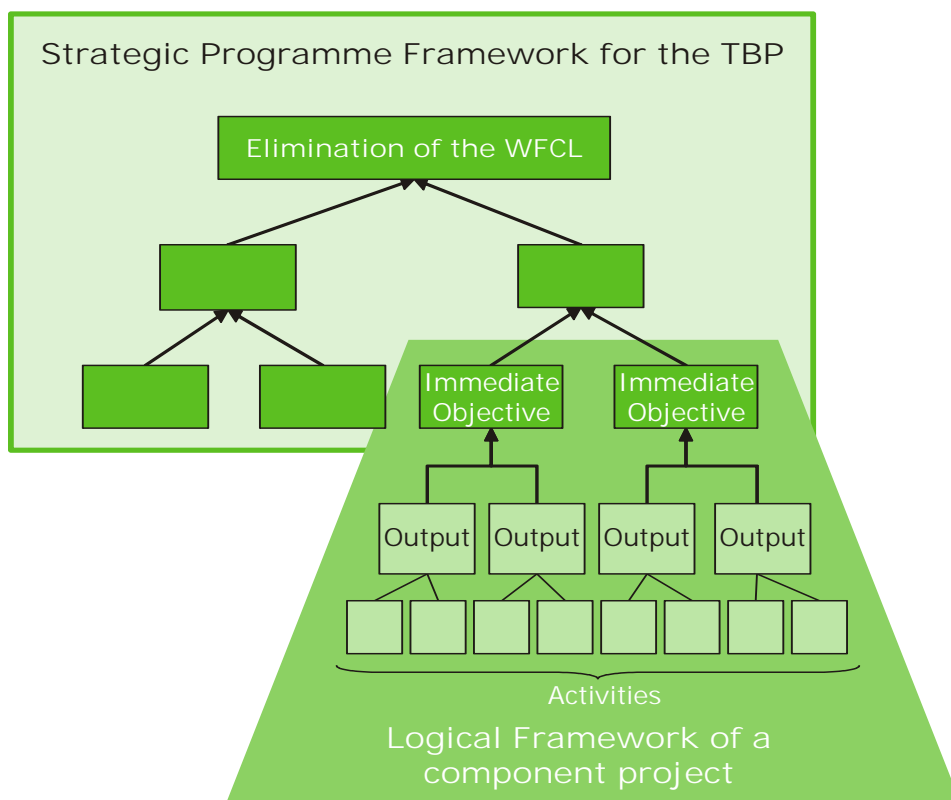 Strategic Programme Framework for the TBP
Elimination of the WFCL
Immediate
Objective
Immediate
Objective
Output
Output
Output
Output
Activities
Logical Framework of a
component project